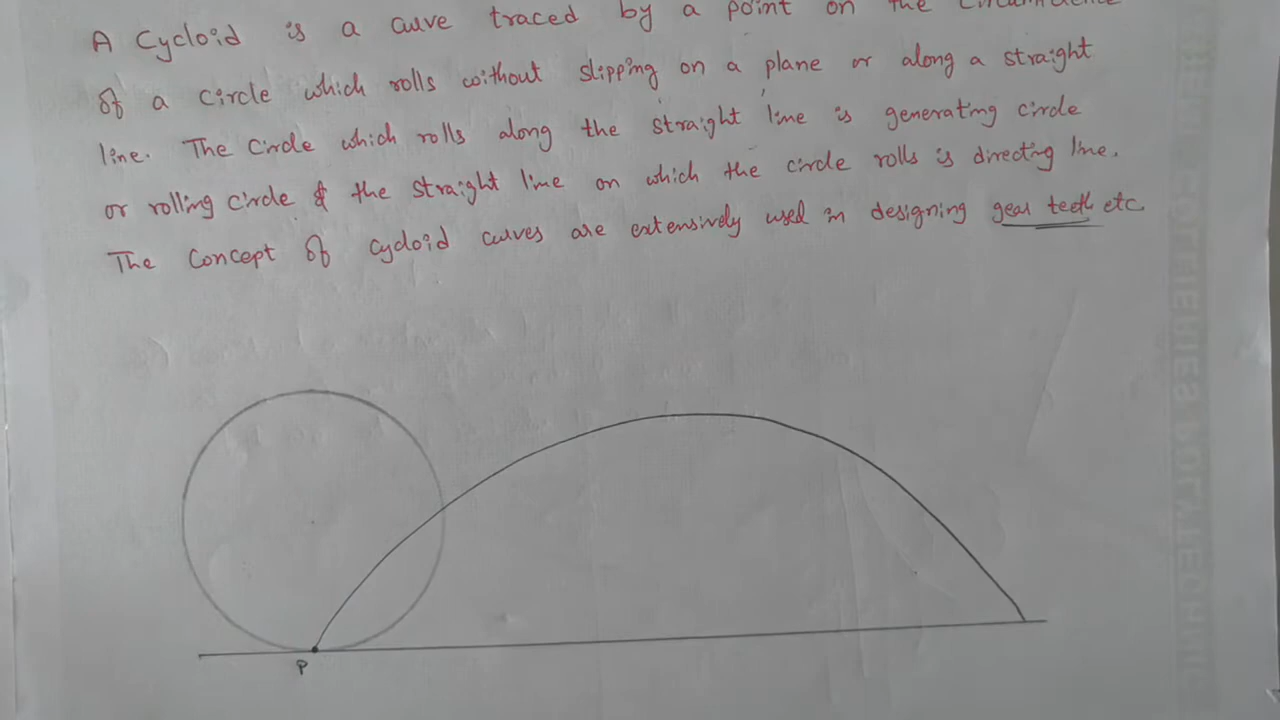 A Cycloid is a curve traced by a point on the
of a circle which rolls without slipping on a plane or along a straight
line. The Circle which rolls along the straight line is generating circle
or rolling circle & the straight line on which the circle rolls is directing line.
The Concept of cycloid curves are extensively used in designing gear teeth etc
P